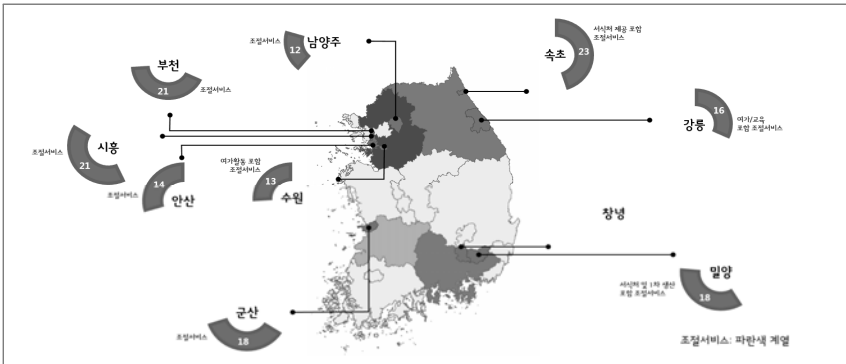 조절서비스
12
남양주
서식처 제공 포함
조절서비스
속초
23
부천
21
조절서비스
강릉
16
여가/교육
포함 조절서비스
시흥
조절서비스
21
여가활동 포함
조절서비스
14
조절서비스
안산
13
수원
창녕
밀양
서식처 및 1차 생산
포함 조절서비스
18
군산
조절서비스
18
조절서비스: 파란색 계열